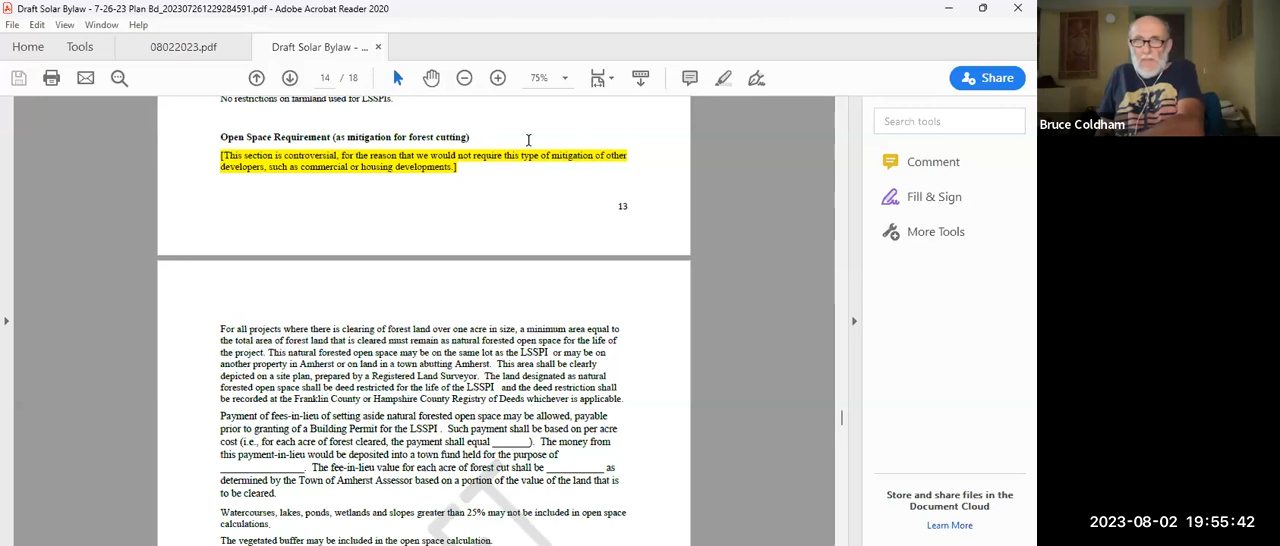 Draft Solar Bylaw - 7-26-23 Plan Bd_202307261229284591.pdf - Adobe Acrobat Reader 2020
File Edit View Window Help
Home Tools 08022023.pdf Draft Solar Bylaw - ... ×
14 / 18 75% Share
No restrictions on farmland used for LSSPIs.
Open Space Requirement (as mitigation for forest cutting)
[This section is controversial, for the reason that we would not require this type of mitigation of other
developers, such as commercial or housing developments.]
13
For all projects where there is clearing of forest land over one acre in size, a minimum area equal to
the total area of forest land that is cleared must remain as natural forested open space for the life of
the project. This natural forested open space may be on the same lot as the LSSPI or may be on
another property in Amherst or on land in a town abutting Amherst. This area shall be clearly
depicted on a site plan, prepared by a Registered Land Surveyor. The land designated as natural
forested open space shall be deed restricted for the life of the LSSPI and the deed restriction shall
be recorded at the Franklin County or Hampshire County Registry of Deeds whichever is applicable.
Payment of fees-in-lieu of setting aside natural forested open space may be allowed, payable
prior to granting of a Building Permit for the LSSPI . Such payment shall be based on per acre
cost (i.e., for each acre of forest cleared, the payment shall equal _______). The money from
this payment-in-lieu would be deposited into a town fund held for the purpose of
________________. The fee-in-lieu value for each acre of forest cut shall be ___________ as
determined by the Town of Amherst Assessor based on a portion of the value of the land that is
to be cleared.
Watercourses, lakes, ponds, wetlands and slopes greater than 25% may not be included in open space
calculations.
The vegetated buffer may be included in the open space calculation.
Search tools
Comment
Fill & Sign
More Tools
Store and share files in the
Document Cloud
Learn More
Bruce Coldham
2023-08-02 19:55:42